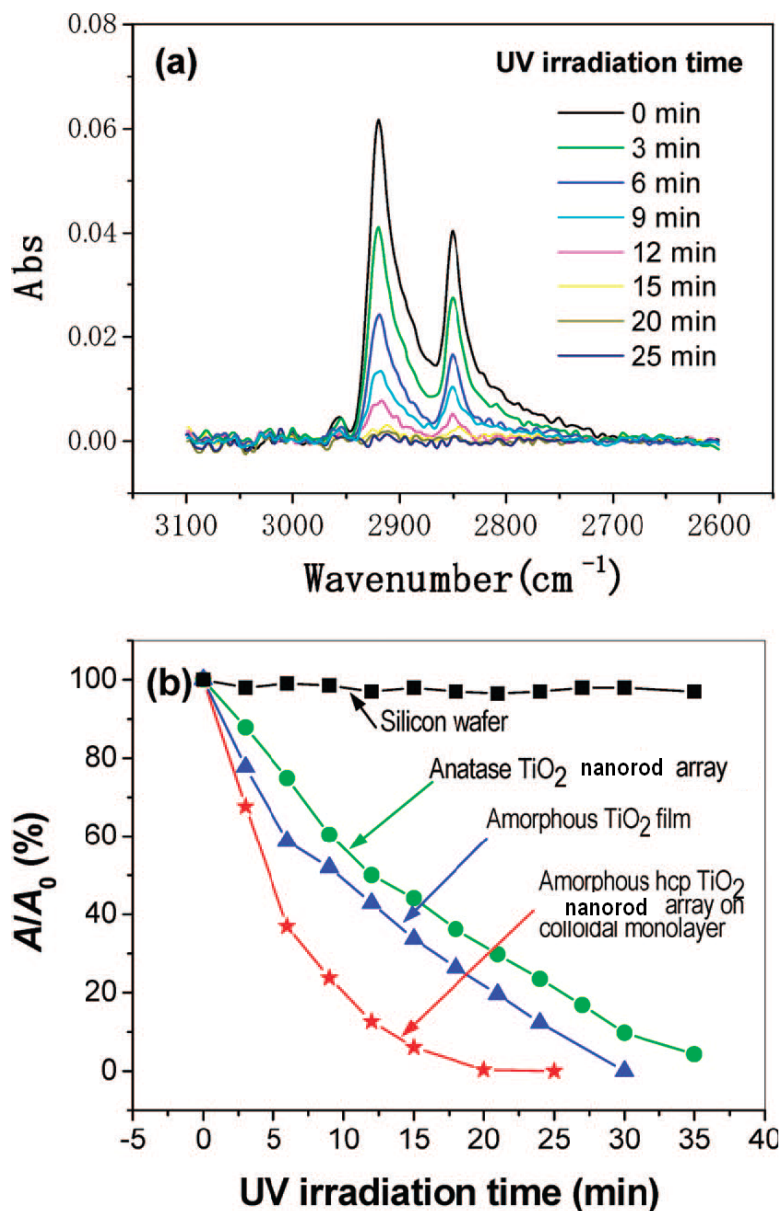 0.08
(a)
UV irradiation time
0 min
3 min
6 min
9 min
12 min
15 min
20 min
25 min
0.06
0.04
0.02
0.00
Abs
3100 3000 2900 2800 2700 2600
Wavenumber(cm⁻¹)
(b)
100
80
60
40
20
0
A/A₀ (%)
Silicon wafer
Anatase TiO₂ nanorod array
Amorphous TiO₂ film
Amorphous hcp TiO₂
nanorod array on
colloidal monolayer
-5 0 5 10 15 20 25 30 35 40
UV irradiation time (min)